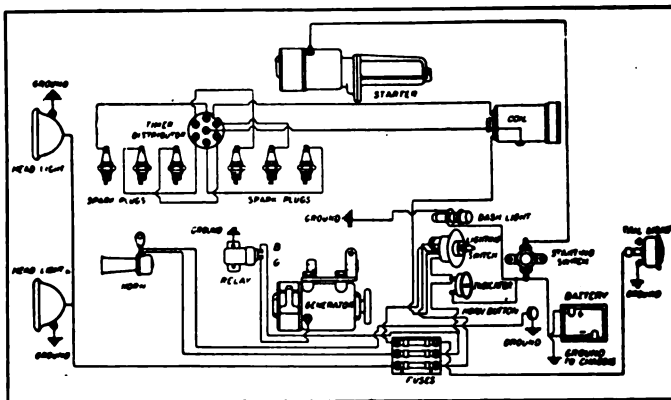 GROUND
STARTER
TIMER
DISTRIBUTOR
COIL
HEAD LIGHT
SPARK PLUGS
SPARK PLUGS
GROUND
DASH LIGHT
TAIL LIGHT
GROUND
B
G
RELAY
LIGHTING
SWITCH
STARTING
SWITCH
HEAD LIGHT
HORN
GENERATOR
INDICATOR
GROUND
HORN BUTTON
BATTERY
GROUND
GROUND
GROUND
TO CHASSIS
FUSES